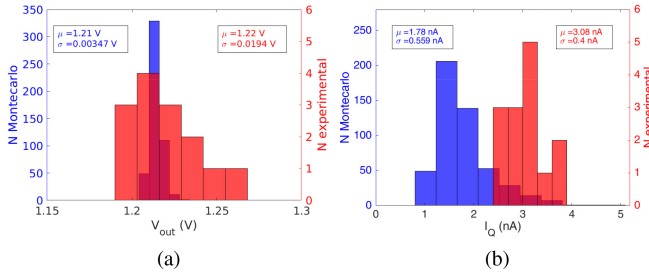 350
300
250
200
150
100
50
0
N Montecarlo
μ =1.21 V
σ =0.00347 V
μ =1.22 V
σ =0.0194 V
6
5
4
3
2
1
0
N experimental
1.15
1.2
1.25
1.3
V_out (V)
(a)
250
200
150
100
50
0
N Montecarlo
μ =1.78 nA
σ =0.559 nA
μ =3.08 nA
σ =0.4 nA
6
5
4
3
2
1
0
N experimental
0
1
2
3
4
5
I_Q (nA)
(b)